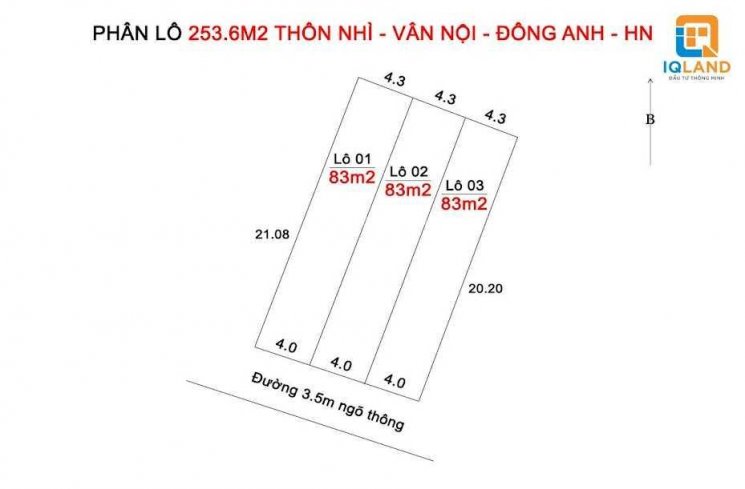 PHÂN LÔ 253.6M2 THÔN NHÌ - VÂN NỘI - ĐÔNG ANH - HN
IQLAND
ĐẦU TƯ THÔNG MINH
4.3
4.3
4.3
B
Lô 01
83m2
Lô 02
83m2
Lô 03
83m2
21.08
20.20
4.0
4.0
4.0
Đường 3.5m ngõ thông